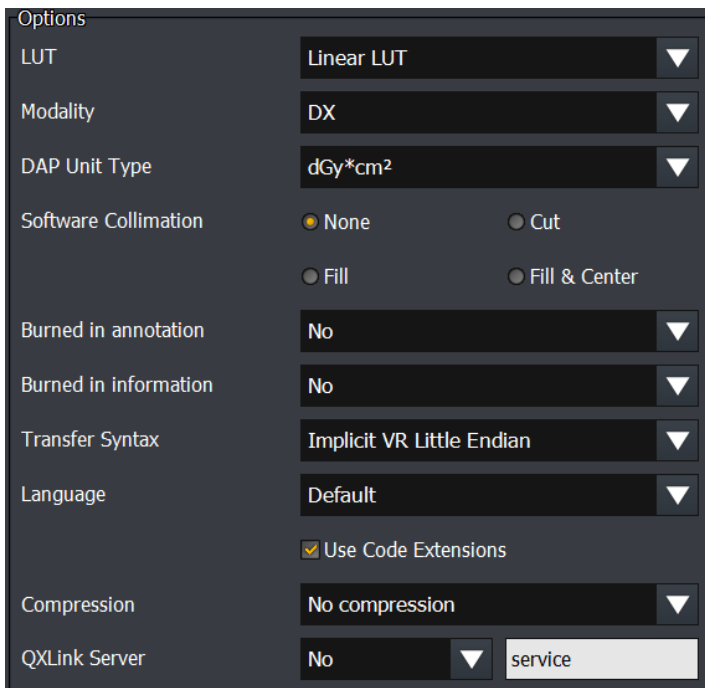 Options
LUT Linear LUT
Modality DX
DAP Unit Type dGy*cm²
Software Collimation None Cut
Fill Fill & Center
Burned in annotation No
Burned in information No
Transfer Syntax Implicit VR Little Endian
Language Default
Use Code Extensions
Compression No compression
QXLink Server No service